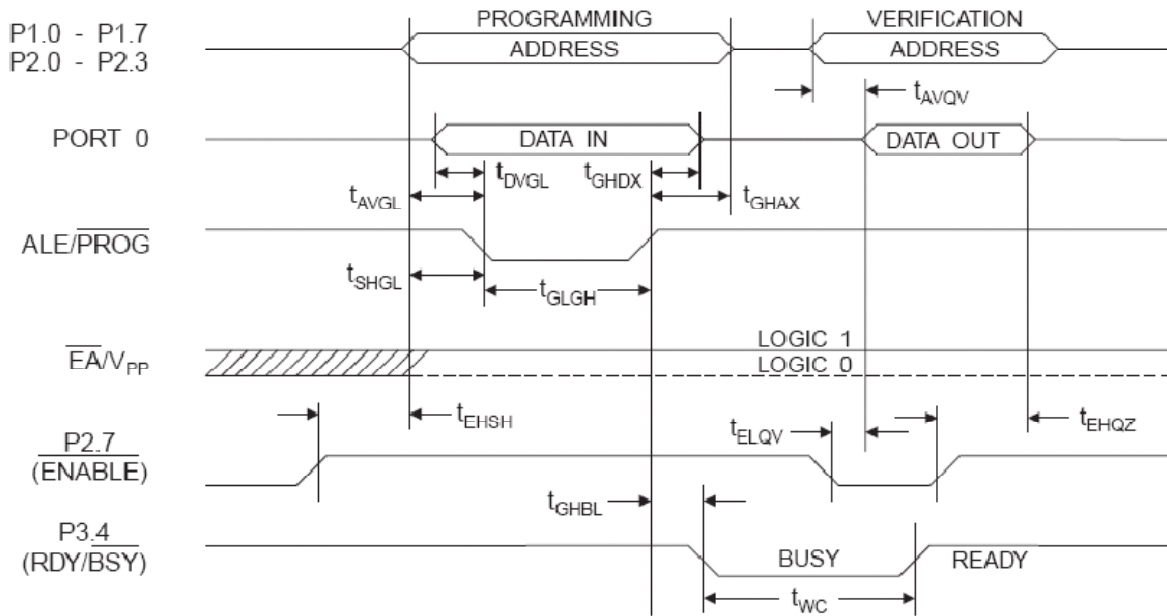 PROGRAMMING VERIFICATION
P1.0 - P1.7
P2.0 - P2.3
ADDRESS ADDRESS
tAVQV
PORT 0 DATA IN DATA OUT
tDVGL tGHDX
tAVGL tGHAX
ALE/PROG
tSHGL tGLGH
EA/VPP LOGIC 1
LOGIC 0
tEHSH tELQV tEHQZ
P2.7
(ENABLE)
tGHBL
P3.4
(RDY/BSY) BUSY READY
tWC